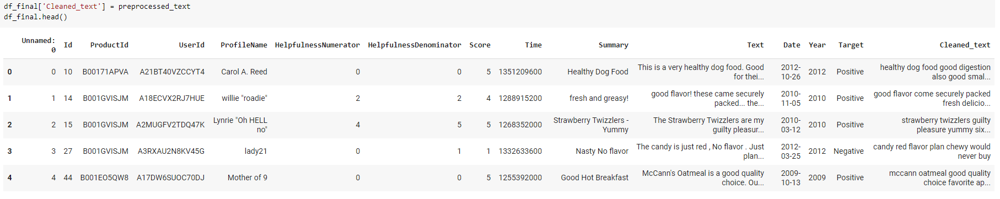 df_final['Cleaned_text'] = preprocessed_text
df_final.head()
Unnamed: 0 Id ProductId UserId ProfileName HelpfulnessNumerator HelpfulnessDenominator Score Time Summary Text Date Year Target Cleaned_text
0 0 10 B00171APVA A21BT40VZCCYT4 Carol A. Reed 0 0 5 1351209600 Healthy Dog Food This is a very healthy dog food. Good for thei... 2012-10-26 2012 Positive healthy dog food good digestion also good smal...
1 1 14 B001GVISJM A18ECVX2RJ7HUE willie "roadie" 2 2 4 1288915200 fresh and greasy! good flavor! these came securely packed... the... 2010-11-05 2010 Positive good flavor come securely packed fresh delicio...
2 2 15 B001GVISJM A2MUGFV2TDQ47K Lynrie "Oh HELL no" 4 5 5 1268352000 Strawberry Twizzlers - Yummy The Strawberry Twizzlers are my guilty pleasur... 2010-03-12 2010 Positive strawberry twizzlers guilty pleasure yummy six...
3 3 27 B001GVISJM A3RXAU2N8KV45G lady21 0 1 1 1332633600 Nasty No flavor The candy is just red , No flavor . Just plan... 2012-03-25 2012 Negative candy red flavor plan chewy would never buy
4 4 44 B001EO5QW8 A17DW6SUOC70DJ Mother of 9 0 0 5 1255392000 Good Hot Breakfast McCann's Oatmeal is a good quality choice. Ou... 2009-10-13 2009 Positive mccann oatmeal good quality choice favorite ap...